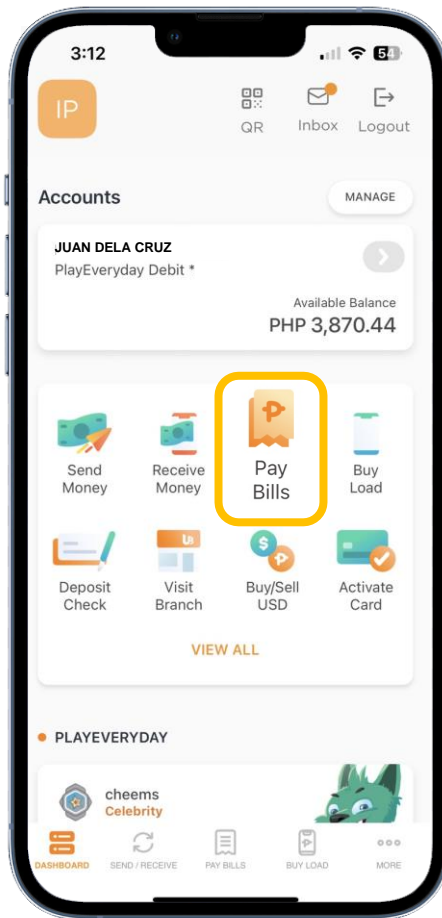 3:12
54
IP
QR
Inbox
Logout
Accounts
MANAGE
JUAN DELA CRUZ
PlayEveryday Debit *
Available Balance
PHP 3,870.44
Send
Money
Receive
Money
Pay
Bills
Buy
Load
Deposit
Check
Visit
Branch
Buy/Sell
USD
Activate
Card
VIEW ALL
PLAYEVERYDAY
cheems
Celebrity
DASHBOARD
SEND / RECEIVE
PAY BILLS
BUY LOAD
MORE